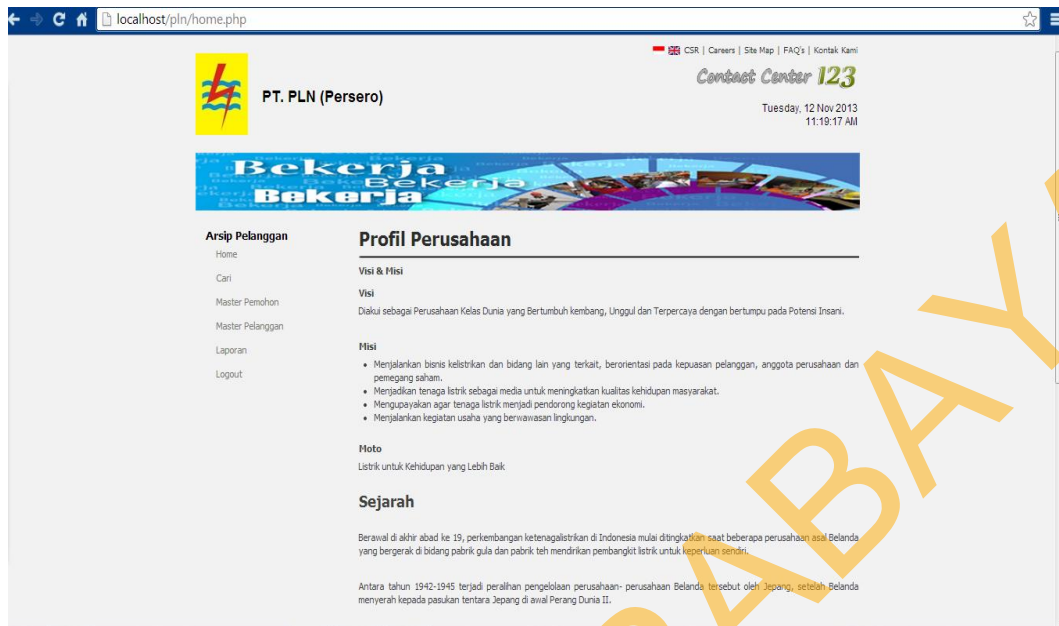 localhost/pln/home.php
CSR | Careers | Site Map | FAQ's | Kontak Kami
Contact Center 123
PT. PLN (Persero)
Tuesday, 12 Nov 2013
11:19:17 AM
Bekerja
Bekerja
Bekerja
Arsip Pelanggan
Home
Cari
Master Pemohon
Master Pelanggan
Laporan
Logout
Profil Perusahaan
Visi & Misi
Visi
Diakui sebagai Perusahaan Kelas Dunia yang Bertumbuh kembang, Unggul dan Terpercaya dengan bertumpu pada Potensi Insani.
Misi
• Menjalankan bisnis kelistrikan dan bidang lain yang terkait, berorientasi pada kepuasan pelanggan, anggota perusahaan dan
pemegang saham.
• Menjadikan tenaga listrik sebagai media untuk meningkatkan kualitas kehidupan masyarakat.
• Mengupayakan agar tenaga listrik menjadi pendorong kegiatan ekonomi.
• Menjalankan kegiatan usaha yang berwawasan lingkungan.
Moto
Listrik untuk Kehidupan yang Lebih Baik
Sejarah
Berawal di akhir abad ke 19, perkembangan ketenagalistrikan di Indonesia mulai ditingkatkan saat beberapa perusahaan asal Belanda
yang bergerak di bidang pabrik gula dan pabrik teh mendirikan pembangkit listrik untuk keperluan sendiri.
Antara tahun 1942-1945 terjadi peralihan pengelolaan perusahaan- perusahaan Belanda tersebut oleh Jepang, setelah Belanda
menyerah kepada pasukan tentara Jepang di awal Perang Dunia II.
ABAY